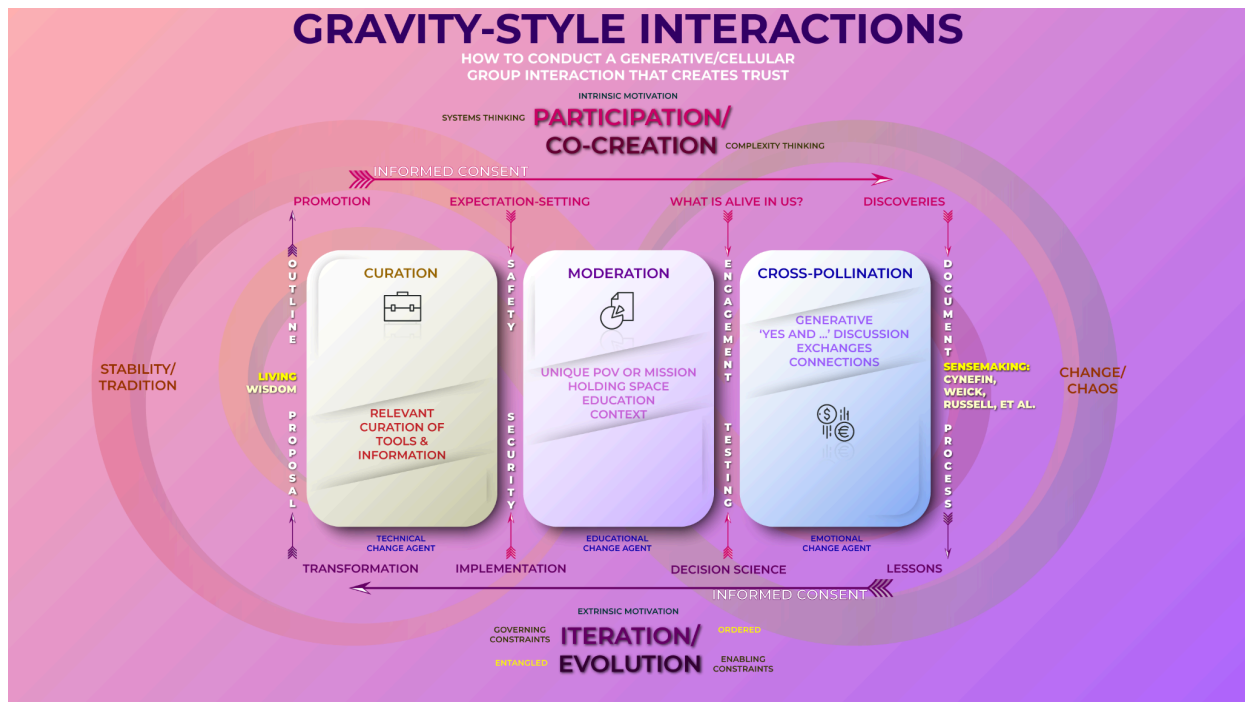 GRAVITY-STYLE INTERACTIONS
HOW TO CONDUCT A GENERATIVE/CELLULAR
GROUP INTERACTION THAT CREATES TRUST
INTRINSIC MOTIVATION
SYSTEMS THINKING
PARTICIPATION/
CO-CREATION
COMPLEXITY THINKING
INFORMED CONSENT
PROMOTION
EXPECTATION-SETTING
WHAT IS ALIVE IN US?
DISCOVERIES
STABILITY/
TRADITION
OUTLINE
LIVING
WISDOM
PROPOSAL
CURATION
RELEVANT
CURATION OF
TOOLS &
INFORMATION
TECHNICAL
CHANGE AGENT
SAFETY
SECURITY
MODERATION
UNIQUE POV OR MISSION
HOLDING SPACE
EDUCATION
CONTEXT
EDUCATIONAL
CHANGE AGENT
ENGAGEMENT
TESTING
CROSS-POLLINATION
GENERATIVE
‘YES AND ...’ DISCUSSION
EXCHANGES
CONNECTIONS
$
€
EMOTIONAL
CHANGE AGENT
DOCUMENT
SENSEMAKING:
CYNEFIN,
WEICK,
RUSSELL, ET AL.
PROCESS
CHANGE/
CHAOS
TRANSFORMATION
IMPLEMENTATION
DECISION SCIENCE
LESSONS
INFORMED CONSENT
EXTRINSIC MOTIVATION
GOVERNING
CONSTRAINTS
ITERATION/
EVOLUTION
ORDERED
ENTANGLED
ENABLING
CONSTRAINTS